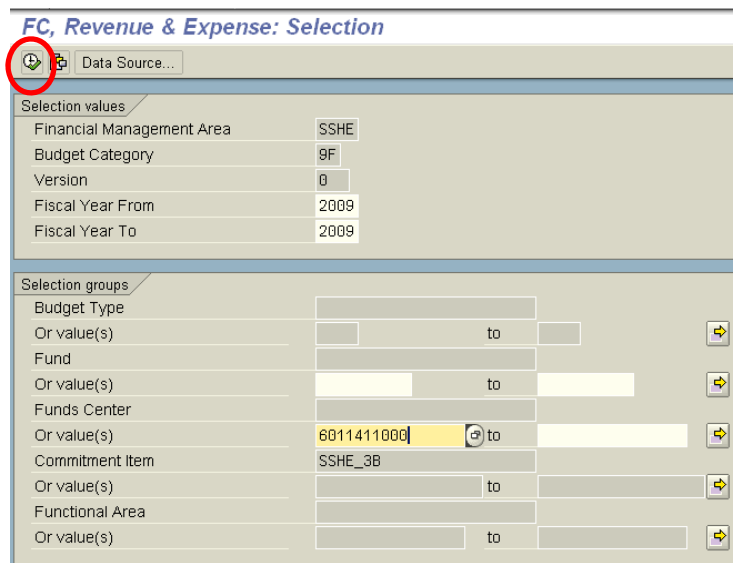 FC, Revenue & Expense: Selection
Data Source...
Selection values
Financial Management Area SSHE
Budget Category 9F
Version 0
Fiscal Year From 2009
Fiscal Year To 2009
Selection groups
Budget Type
Or value(s) to
Fund
Or value(s) to
Funds Center
Or value(s) 6011411000 to
Commitment Item SSHE_3B
Or value(s) to
Functional Area
Or value(s) to